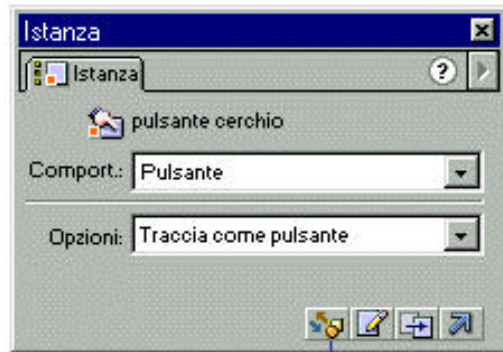 Istanza
Istanza ?
pulsante cerchio
Comport.: Pulsante
Opzioni: Traccia come pulsante